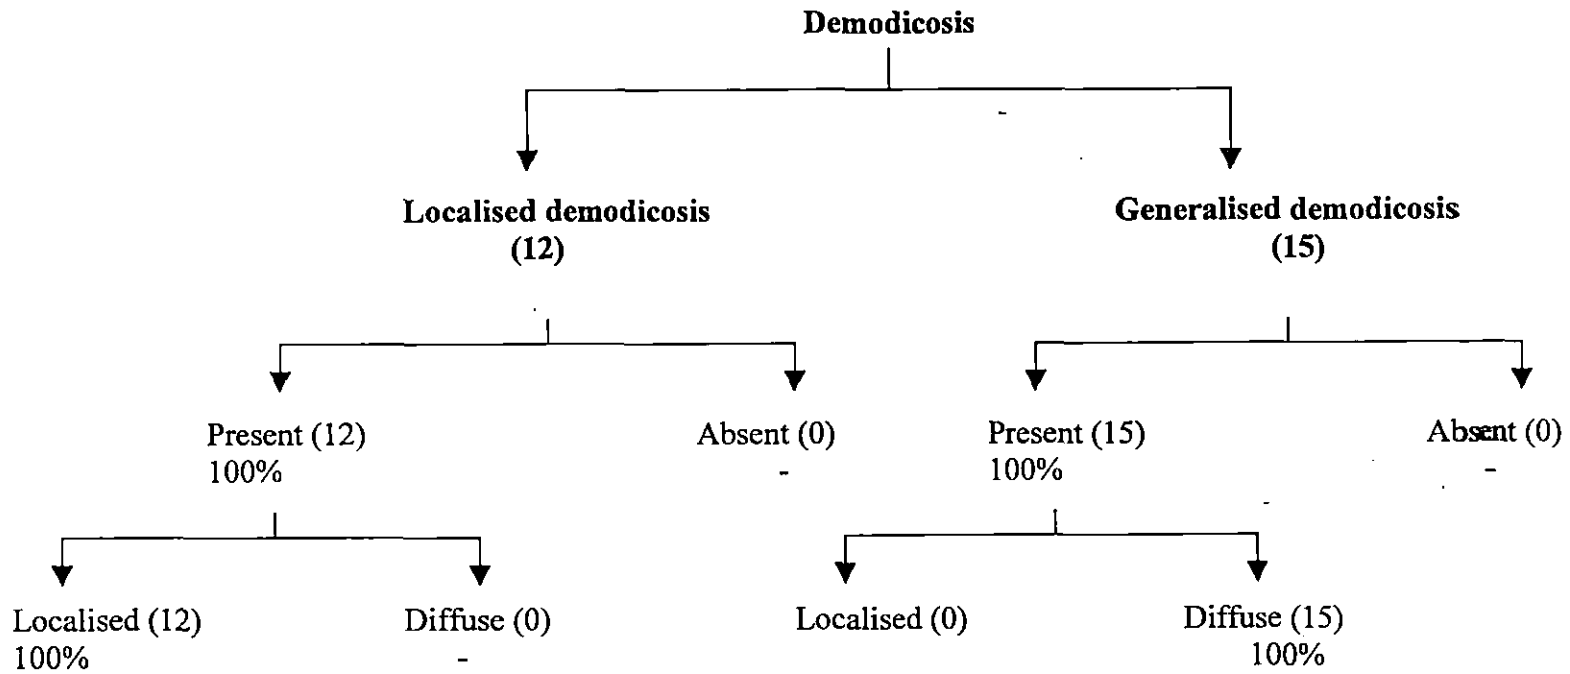 Demodicosis
Localised demodicosis
(12)
Generalised demodicosis
(15)
Present (12)
100%
Absent (0)
-
Present (15)
100%
Absent (0)
-
Localised (12)
100%
Diffuse (0)
-
Localised (0)
Diffuse (15)
100%